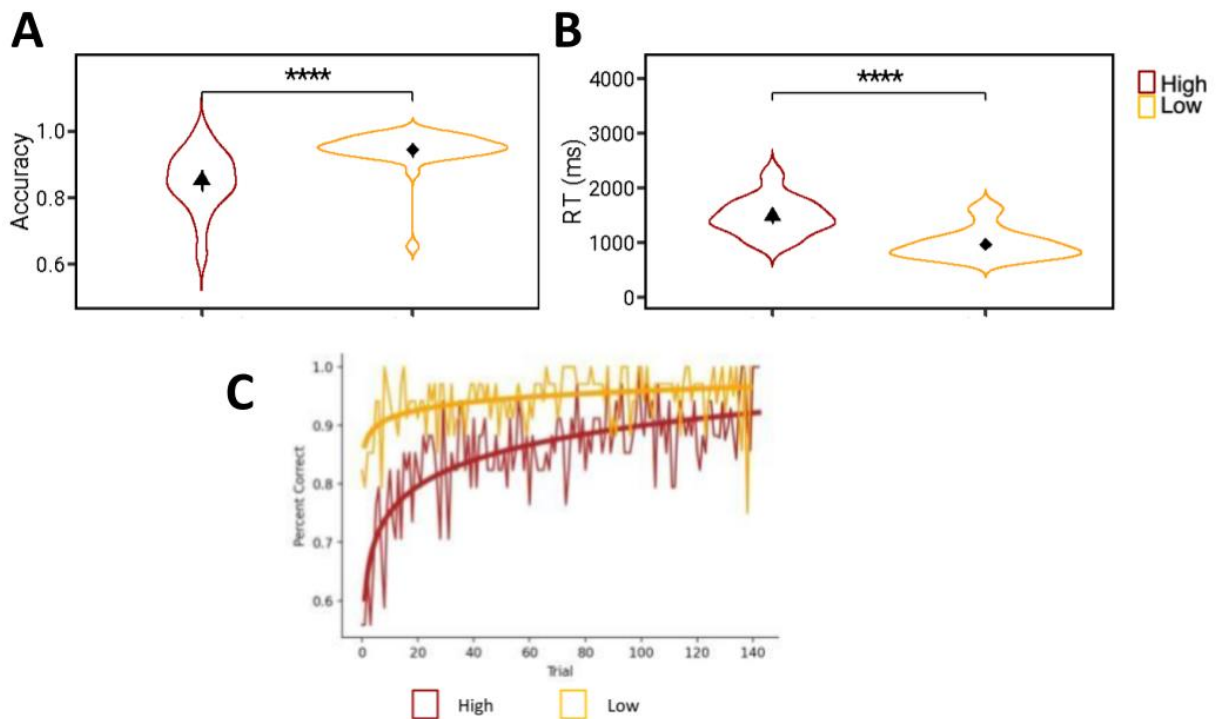 A
****
Accuracy
1.0
0.8
0.6
B
****
RT (ms)
4000
3000
2000
1000
0
High
Low
C
Percent Correct
1.0
0.9
0.8
0.7
0.6
0 20 40 60 80 100 120 140
Trial
High Low